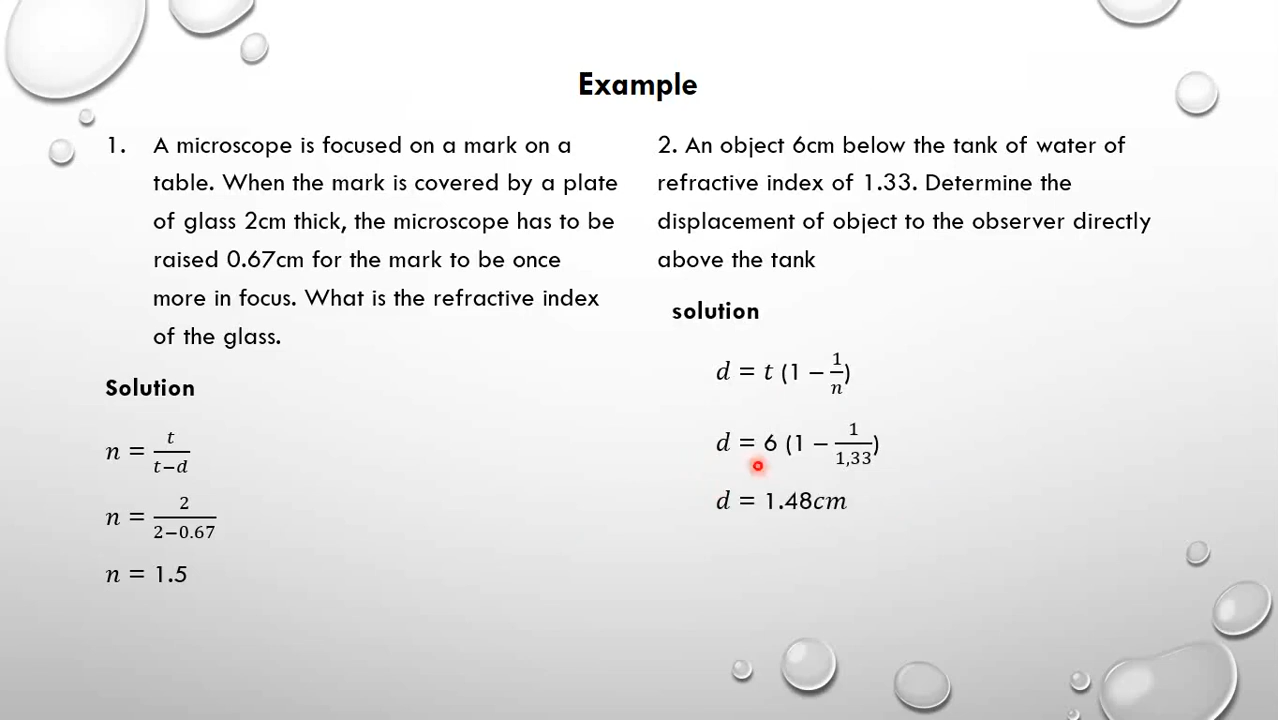 Example
1. A microscope is focused on a mark on a
table. When the mark is covered by a plate
of glass 2cm thick, the microscope has to be
raised 0.67cm for the mark to be once
more in focus. What is the refractive index
of the glass.
Solution
n = t/(t−d)
n = 2/(2−0.67)
n = 1.5
2. An object 6cm below the tank of water of
refractive index of 1.33. Determine the
displacement of object to the observer directly
above the tank
solution
d = t (1 − 1/n)
d = 6 (1 − 1/1,33)
d = 1.48cm